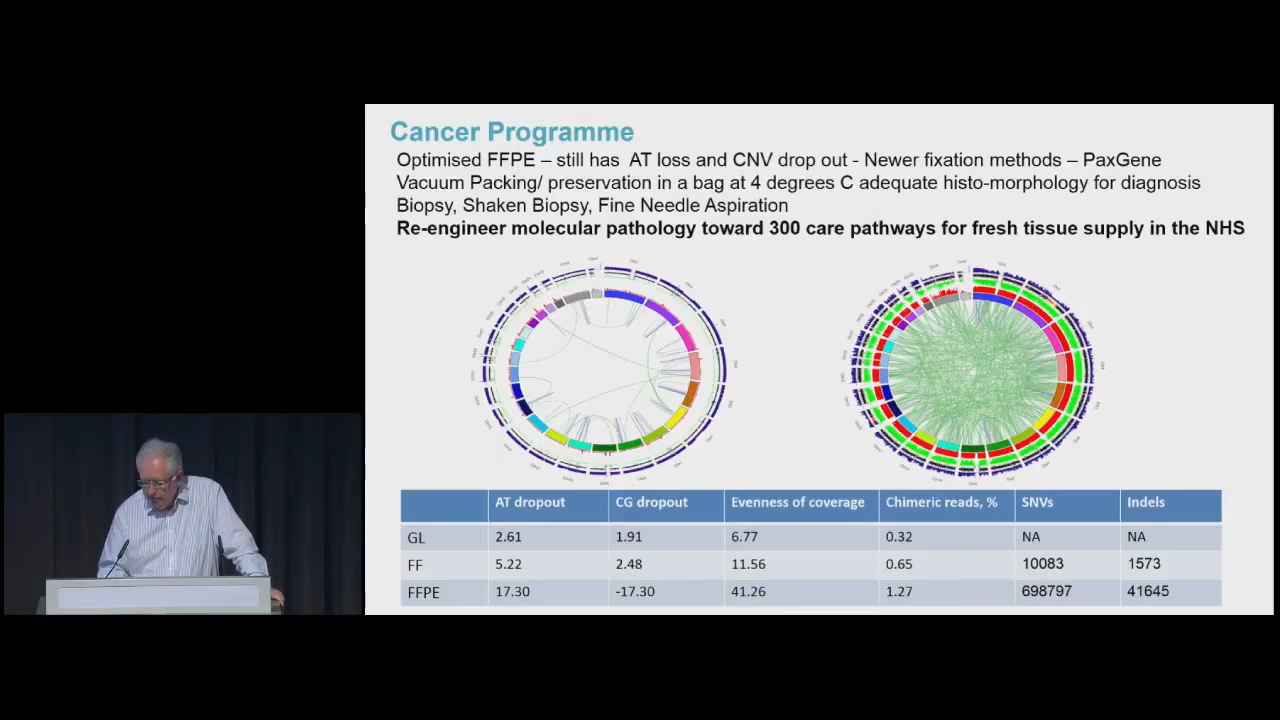 Cancer Programme
Optimised FFPE – still has AT loss and CNV drop out - Newer fixation methods – PaxGene
Vacuum Packing/ preservation in a bag at 4 degrees C adequate histo-morphology for diagnosis
Biopsy, Shaken Biopsy, Fine Needle Aspiration
Re-engineer molecular pathology toward 300 care pathways for fresh tissue supply in the NHS
AT dropout CG dropout Evenness of coverage Chimeric reads, % SNVs Indels
GL 2.61 1.91 6.77 0.32 NA NA
FF 5.22 2.48 11.56 0.65 10083 1573
FFPE 17.30 -17.30 41.26 1.27 698797 41645